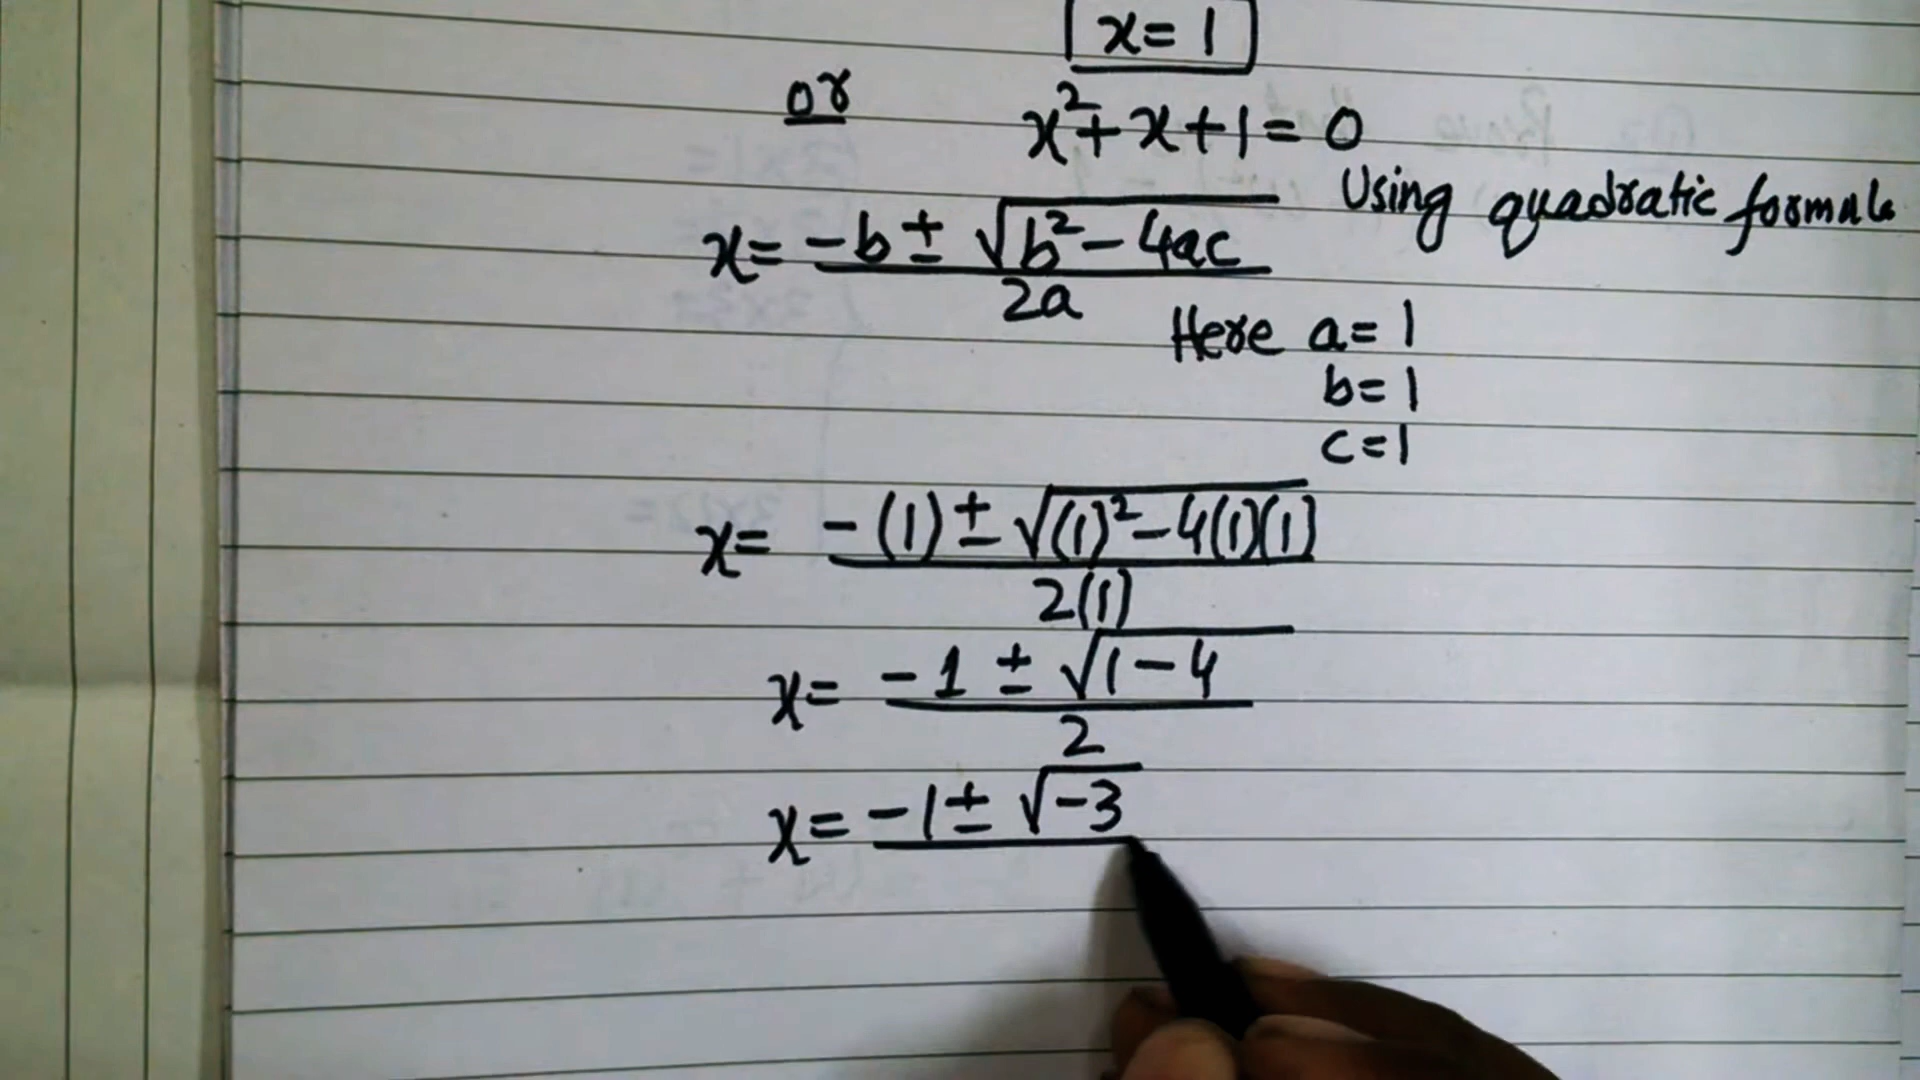 x = 1
or x² + x + 1 = 0
Using quadratic formula
x = -b ± √b² - 4ac / 2a
Here a = 1
b = 1
c = 1
x = -(1) ± √(1)² - 4(1)(1) / 2(1)
x = -1 ± √1 - 4 / 2
x = -1 ± √-3